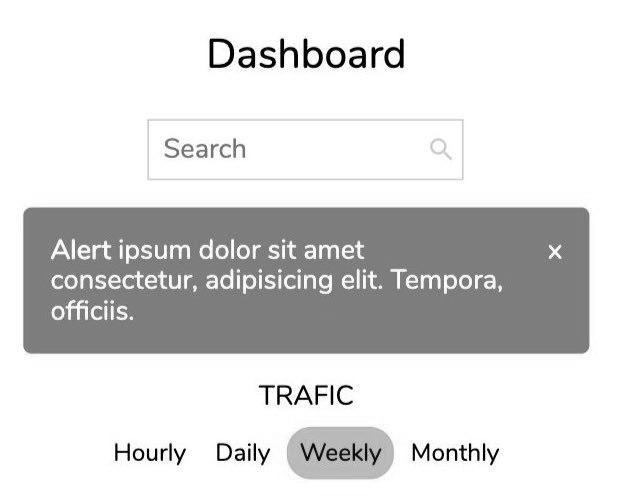 Dashboard
Search
Alert ipsum dolor sit amet
x
consectetur, adipisicing elit. Tempora,
officiis.
TRAFIC
Hourly Daily Weekly Monthly